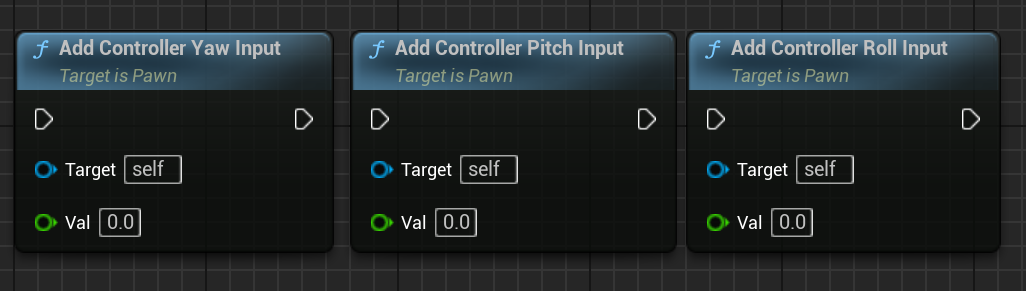 f Add Controller Yaw Input
Target is Pawn
Target self
Val 0.0
f Add Controller Pitch Input
Target is Pawn
Target self
Val 0.0
f Add Controller Roll Input
Target is Pawn
Target self
Val 0.0